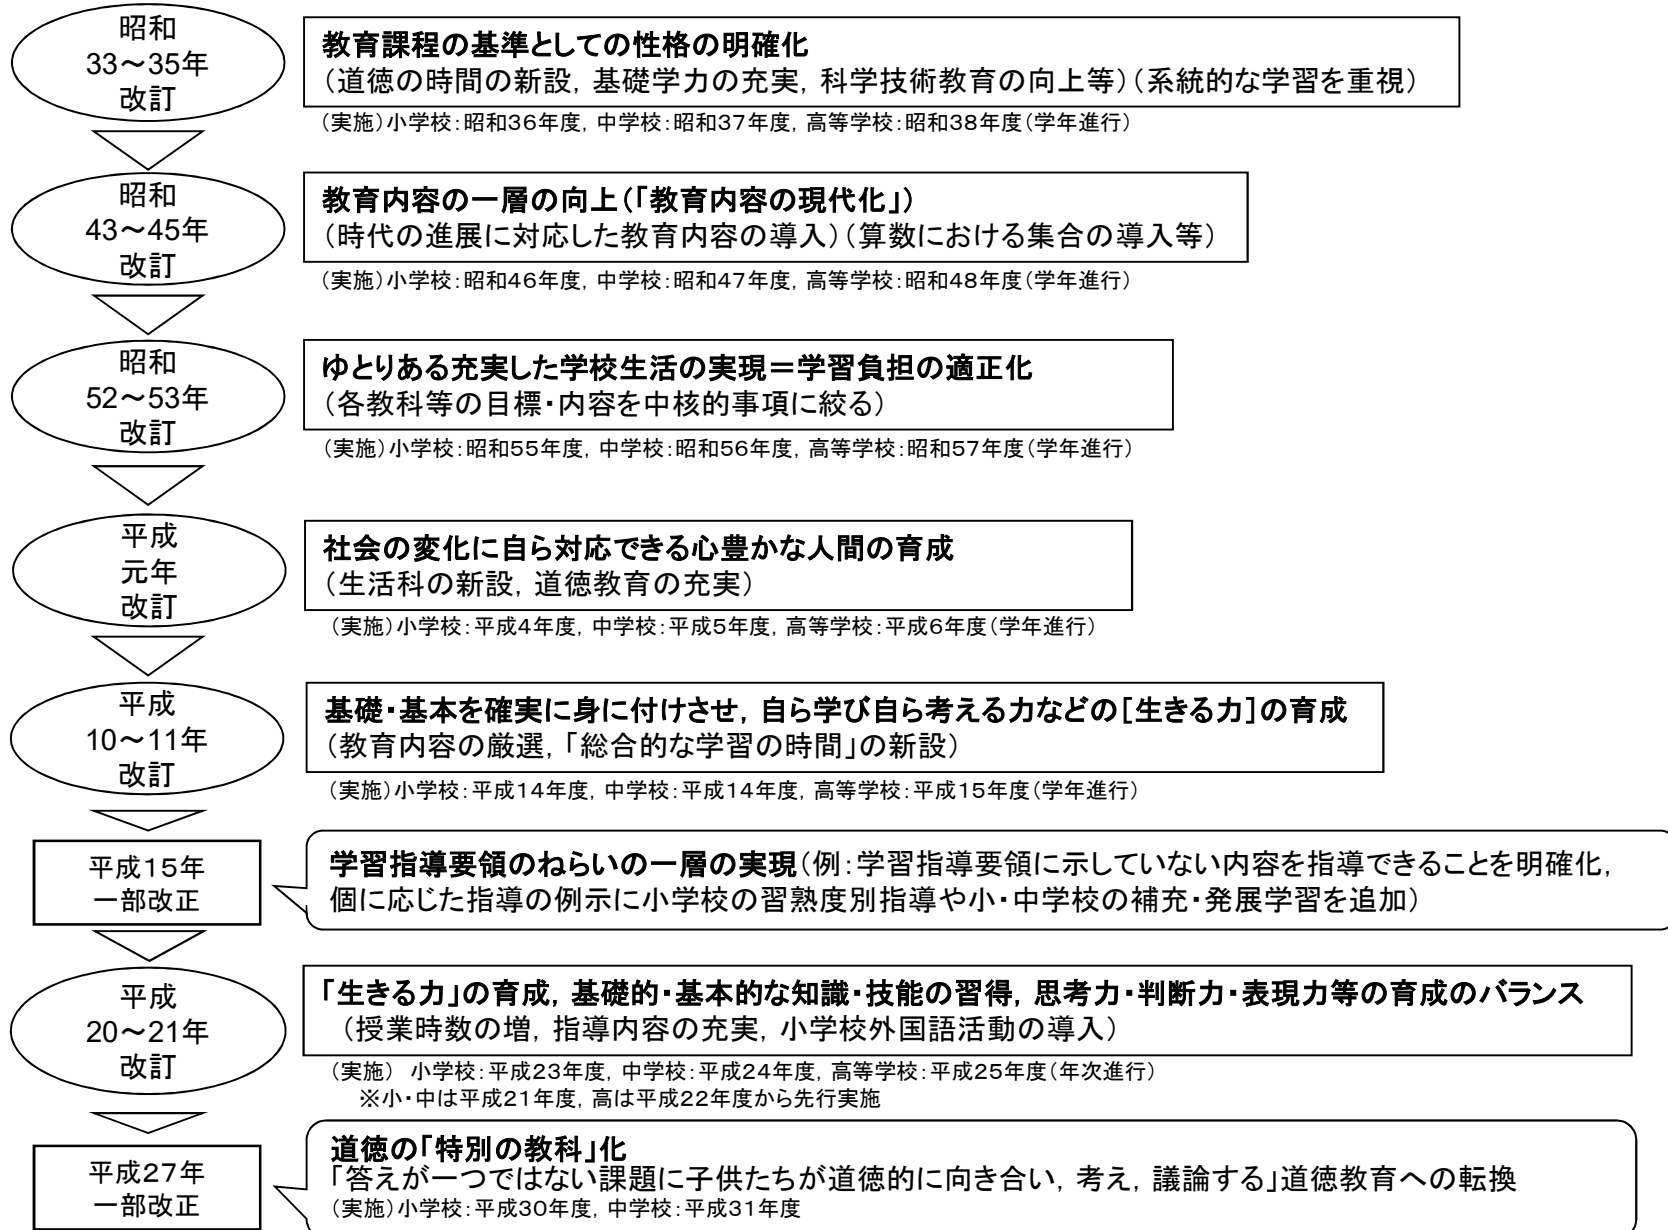 昭和
33～35年
改訂
教育課程の基準としての性格の明確化
（道徳の時間の新設，基礎学力の充実，科学技術教育の向上等）（系統的な学習を重視）
（実施）小学校：昭和36年度，中学校：昭和37年度，高等学校：昭和38年度（学年進行）
昭和
43～45年
改訂
教育内容の一層の向上（「教育内容の現代化」）
（時代の進展に対応した教育内容の導入）（算数における集合の導入等）
（実施）小学校：昭和46年度，中学校：昭和47年度，高等学校：昭和48年度（学年進行）
昭和
52～53年
改訂
ゆとりある充実した学校生活の実現＝学習負担の適正化
（各教科等の目標・内容を中核的事項に絞る）
（実施）小学校：昭和55年度，中学校：昭和56年度，高等学校：昭和57年度（学年進行）
平成
元年
改訂
社会の変化に自ら対応できる心豊かな人間の育成
（生活科の新設，道徳教育の充実）
（実施）小学校：平成4年度，中学校：平成5年度，高等学校：平成6年度（学年進行）
平成
10～11年
改訂
基礎・基本を確実に身に付けさせ，自ら学び自ら考える力などの［生きる力］の育成
（教育内容の厳選，「総合的な学習の時間」の新設）
（実施）小学校：平成14年度，中学校：平成14年度，高等学校：平成15年度（学年進行）
平成15年
一部改正
学習指導要領のねらいの一層の実現（例：学習指導要領に示していない内容を指導できることを明確化，
個に応じた指導の例示に小学校の習熟度別指導や小・中学校の補充・発展学習を追加）
平成
20～21年
改訂
「生きる力」の育成，基礎的・基本的な知識・技能の習得，思考力・判断力・表現力等の育成のバランス
（授業時数の増，指導内容の充実，小学校外国語活動の導入）
（実施） 小学校：平成23年度，中学校：平成24年度，高等学校：平成25年度（年次進行）
※小・中は平成21年度，高は平成22年度から先行実施
平成27年
一部改正
道徳の「特別の教科」化
「答えが一つではない課題に子供たちが道徳的に向き合い，考え，議論する」道徳教育への転換
（実施）小学校：平成30年度，中学校：平成31年度